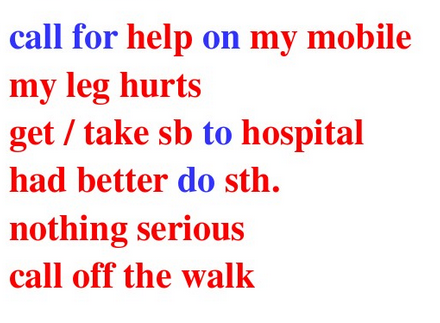 call for help on my mobile
my leg hurts
get / take sb to hospital
had better do sth.
nothing serious
call off the walk